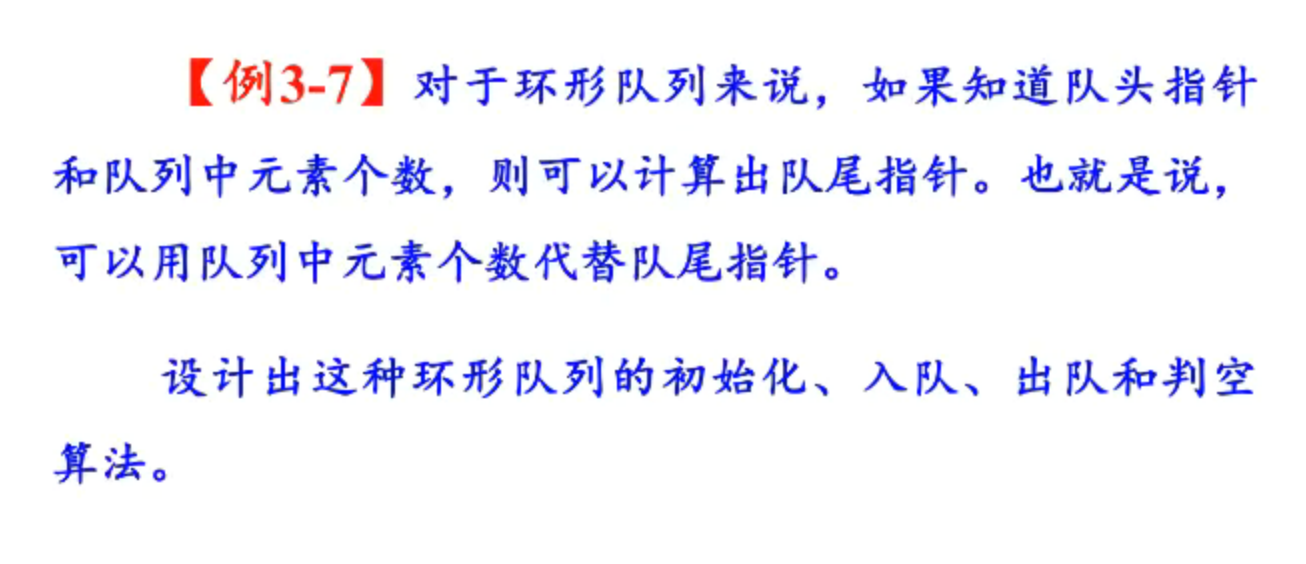 【例3-7】对于环形队列来说，如果知道队头指针
和队列中元素个数，则可以计算出队尾指针。也就是说，
可以用队列中元素个数代替队尾指针。
设计出这种环形队列的初始化、入队、出队和判空
算法。